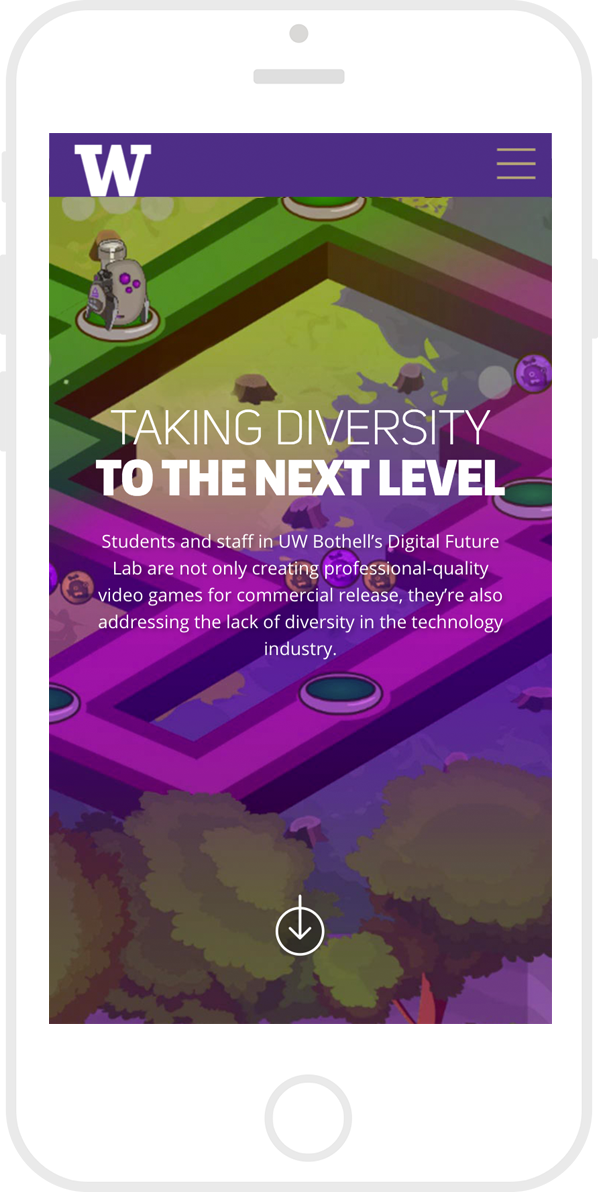 W
TAKING DIVERSITY
TO THE NEXT LEVEL
Students and staff in UW Bothell’s Digital Future
Lab are not only creating professional-quality
video games for commercial release, they’re also
addressing the lack of diversity in the technology
industry.